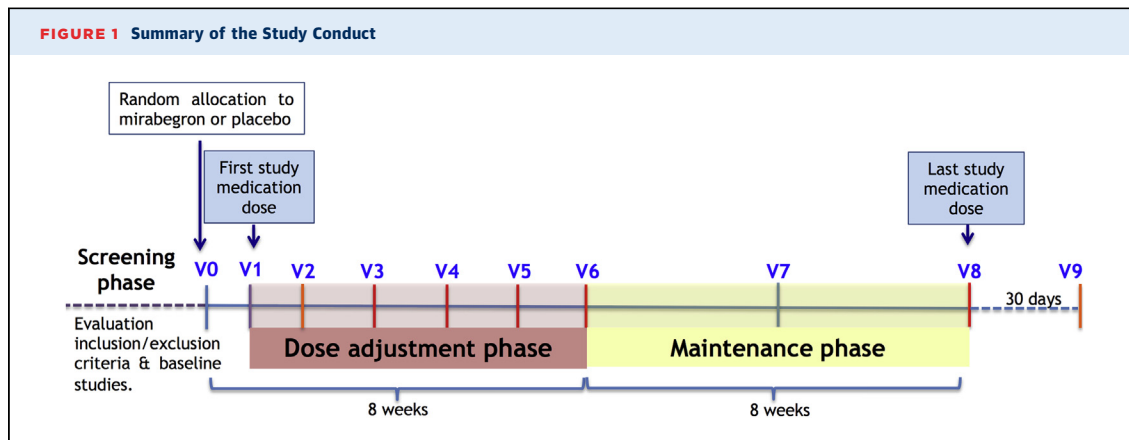 FIGURE 1 Summary of the Study Conduct
Random allocation to
mirabegron or placebo
First study
medication
dose
Last study
medication
dose
Screening
phase
V0 V1 V2 V3 V4 V5 V6 V7 V8 V9
30 days
Evaluation
inclusion/exclusion
criteria & baseline
studies.
Dose adjustment phase
Maintenance phase
8 weeks
8 weeks